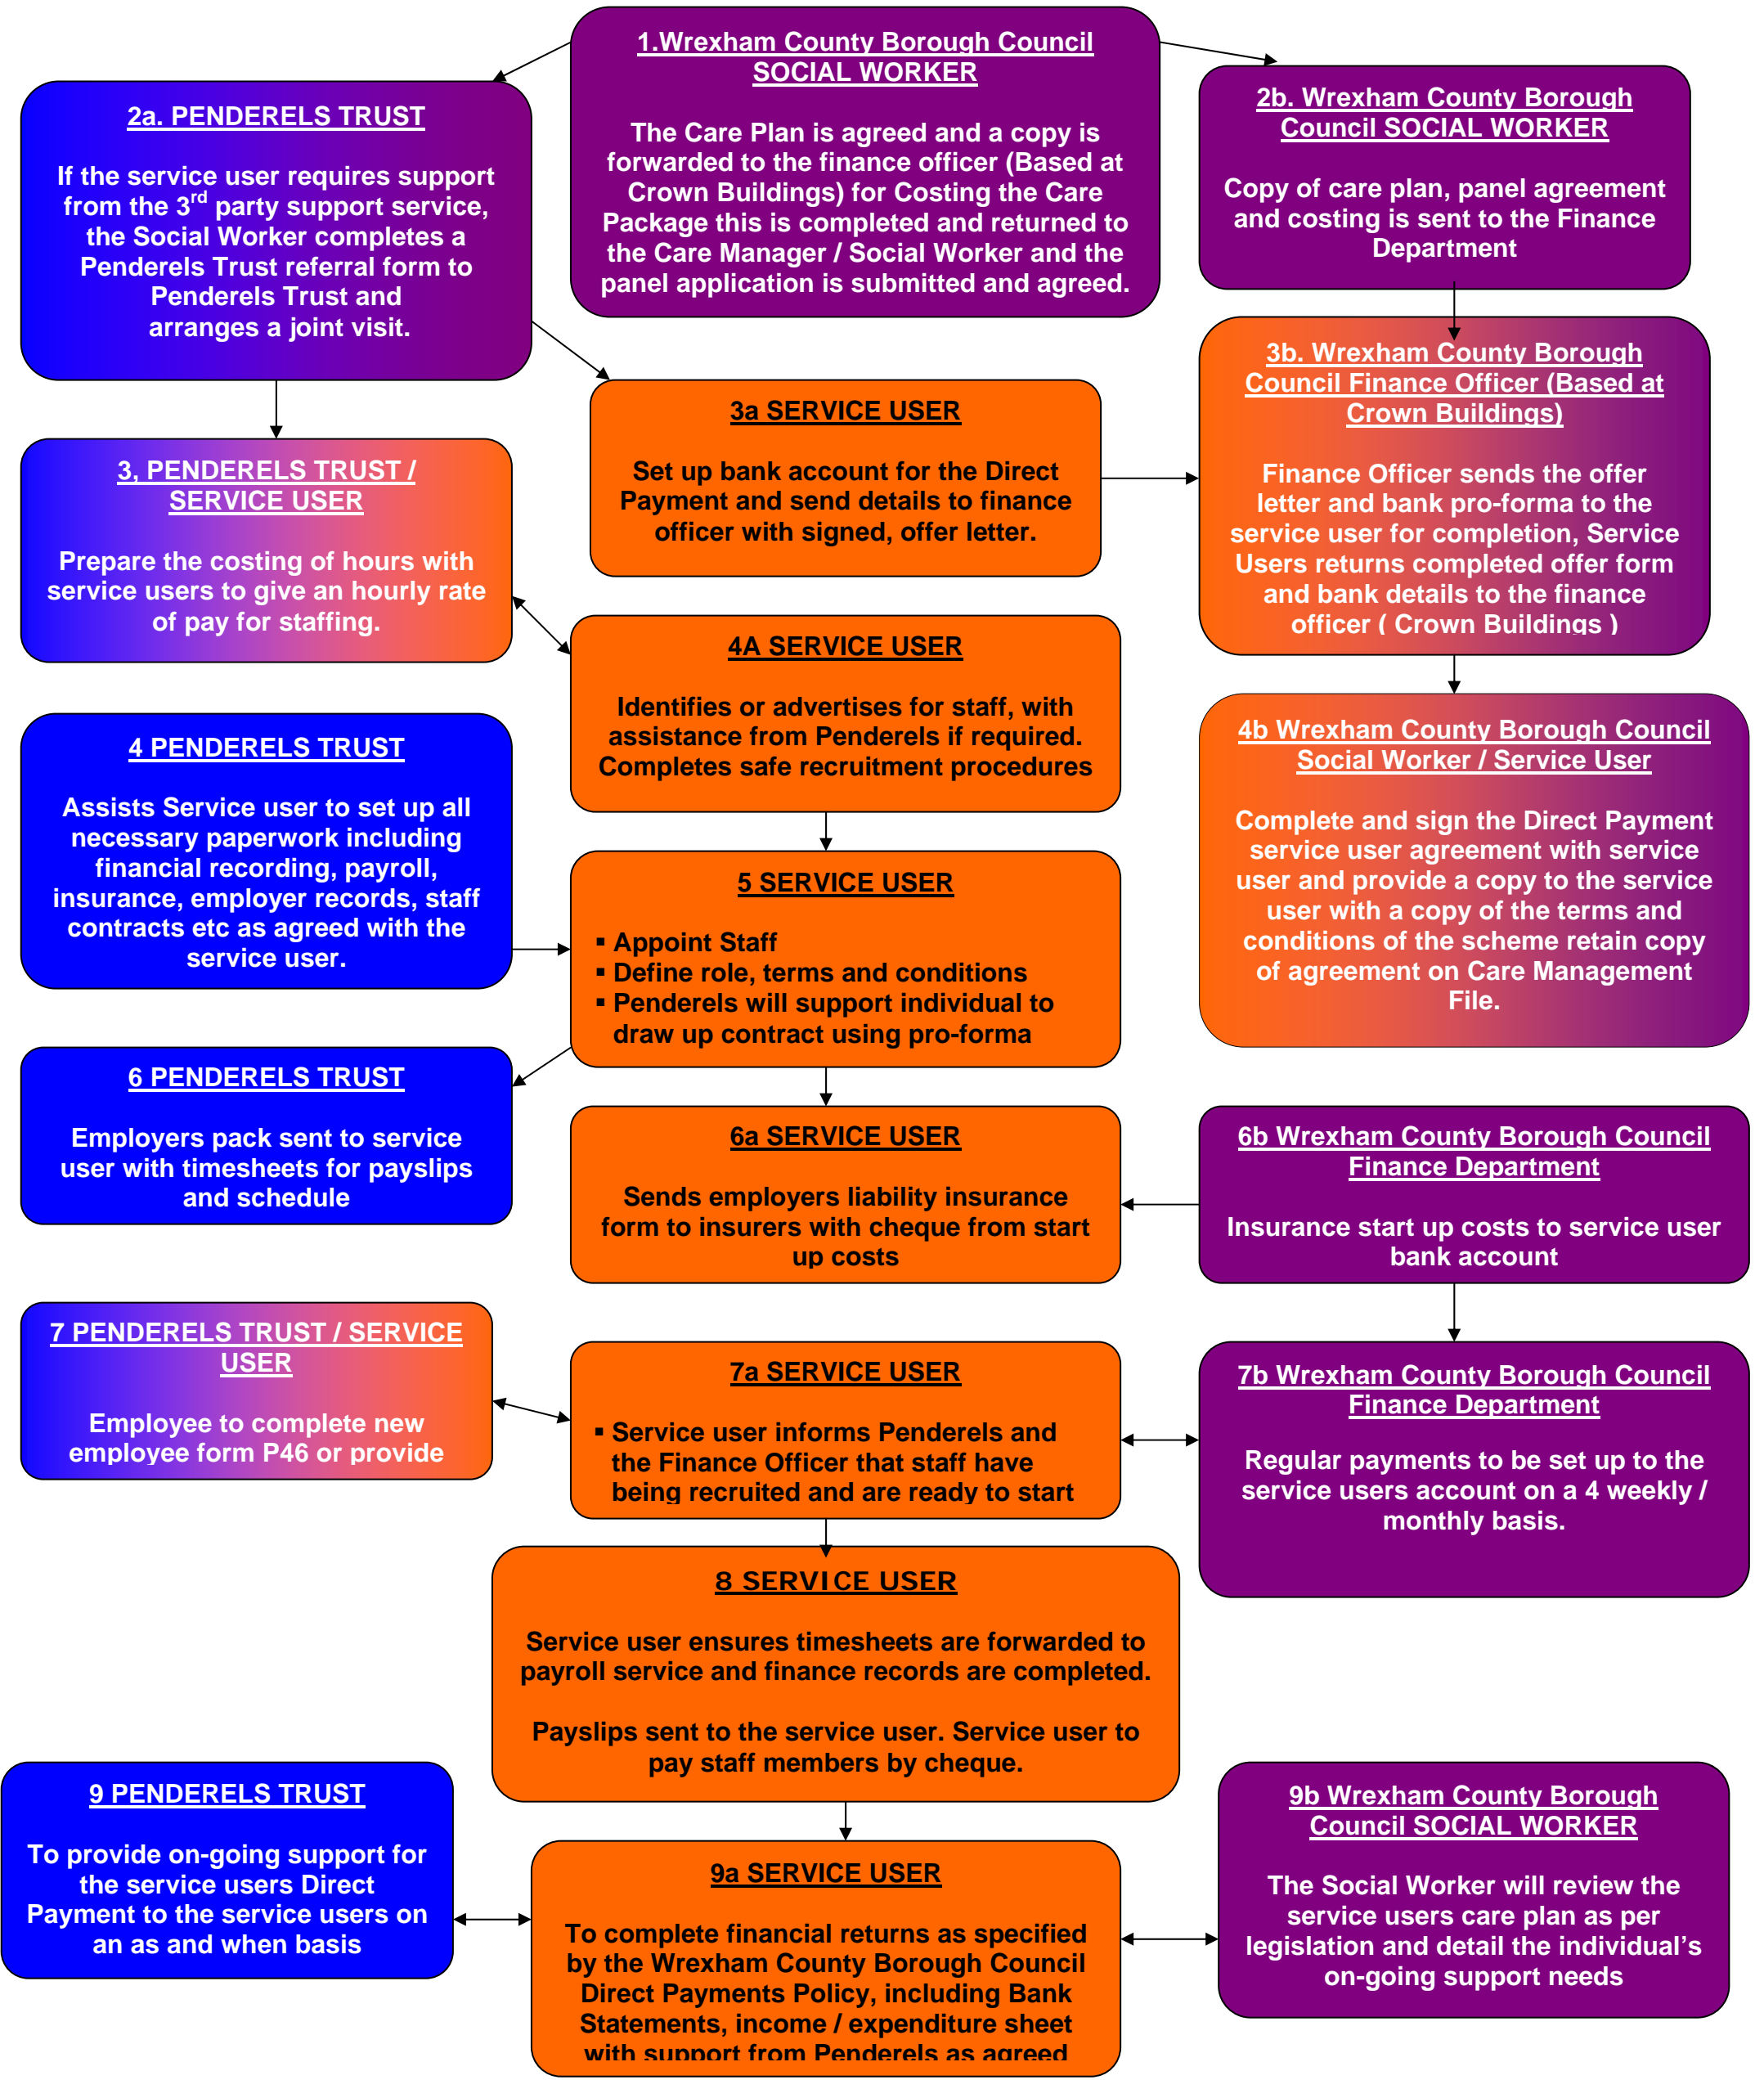 1.Wrexham County Borough Council
SOCIAL WORKER
The Care Plan is agreed and a copy is
forwarded to the finance officer (Based at
Crown Buildings) for Costing the Care
Package this is completed and returned to
the Care Manager / Social Worker and the
panel application is submitted and agreed.
2a. PENDERELS TRUST
If the service user requires support
from the 3rd party support service,
the Social Worker completes a
Penderels Trust referral form to
Penderels Trust and
arranges a joint visit.
2b. Wrexham County Borough
Council SOCIAL WORKER
Copy of care plan, panel agreement
and costing is sent to the Finance
Department
3, PENDERELS TRUST /
SERVICE USER
Prepare the costing of hours with
service users to give an hourly rate
of pay for staffing.
3a SERVICE USER
Set up bank account for the Direct
Payment and send details to finance
officer with signed, offer letter.
3b. Wrexham County Borough
Council Finance Officer (Based at
Crown Buildings)
Finance Officer sends the offer
letter and bank pro-forma to the
service user for completion, Service
Users returns completed offer form
and bank details to the finance
officer ( Crown Buildings )
4 PENDERELS TRUST
Assists Service user to set up all
necessary paperwork including
financial recording, payroll,
insurance, employer records, staff
contracts etc as agreed with the
service user.
4A SERVICE USER
Identifies or advertises for staff, with
assistance from Penderels if required.
Completes safe recruitment procedures
4b Wrexham County Borough Council
Social Worker / Service User
Complete and sign the Direct Payment
service user agreement with service
user and provide a copy to the service
user with a copy of the terms and
conditions of the scheme retain copy
of agreement on Care Management
File.
5 SERVICE USER
▪ Appoint Staff
▪ Define role, terms and conditions
▪ Penderels will support individual to
draw up contract using pro-forma
6 PENDERELS TRUST
Employers pack sent to service
user with timesheets for payslips
and schedule
6a SERVICE USER
Sends employers liability insurance
form to insurers with cheque from start
up costs
6b Wrexham County Borough Council
Finance Department
Insurance start up costs to service user
bank account
7 PENDERELS TRUST / SERVICE
USER
Employee to complete new
employee form P46 or provide
7a SERVICE USER
▪ Service user informs Penderels and
the Finance Officer that staff have
being recruited and are ready to start
7b Wrexham County Borough Council
Finance Department
Regular payments to be set up to the
service users account on a 4 weekly /
monthly basis.
8 SERVICE USER
Service user ensures timesheets are forwarded to
payroll service and finance records are completed.
Payslips sent to the service user. Service user to
pay staff members by cheque.
9 PENDERELS TRUST
To provide on-going support for
the service users Direct
Payment to the service users on
an as and when basis
9a SERVICE USER
To complete financial returns as specified
by the Wrexham County Borough Council
Direct Payments Policy, including Bank
Statements, income / expenditure sheet
with support from Penderels as agreed
9b Wrexham County Borough
Council SOCIAL WORKER
The Social Worker will review the
service users care plan as per
legislation and detail the individual's
on-going support needs